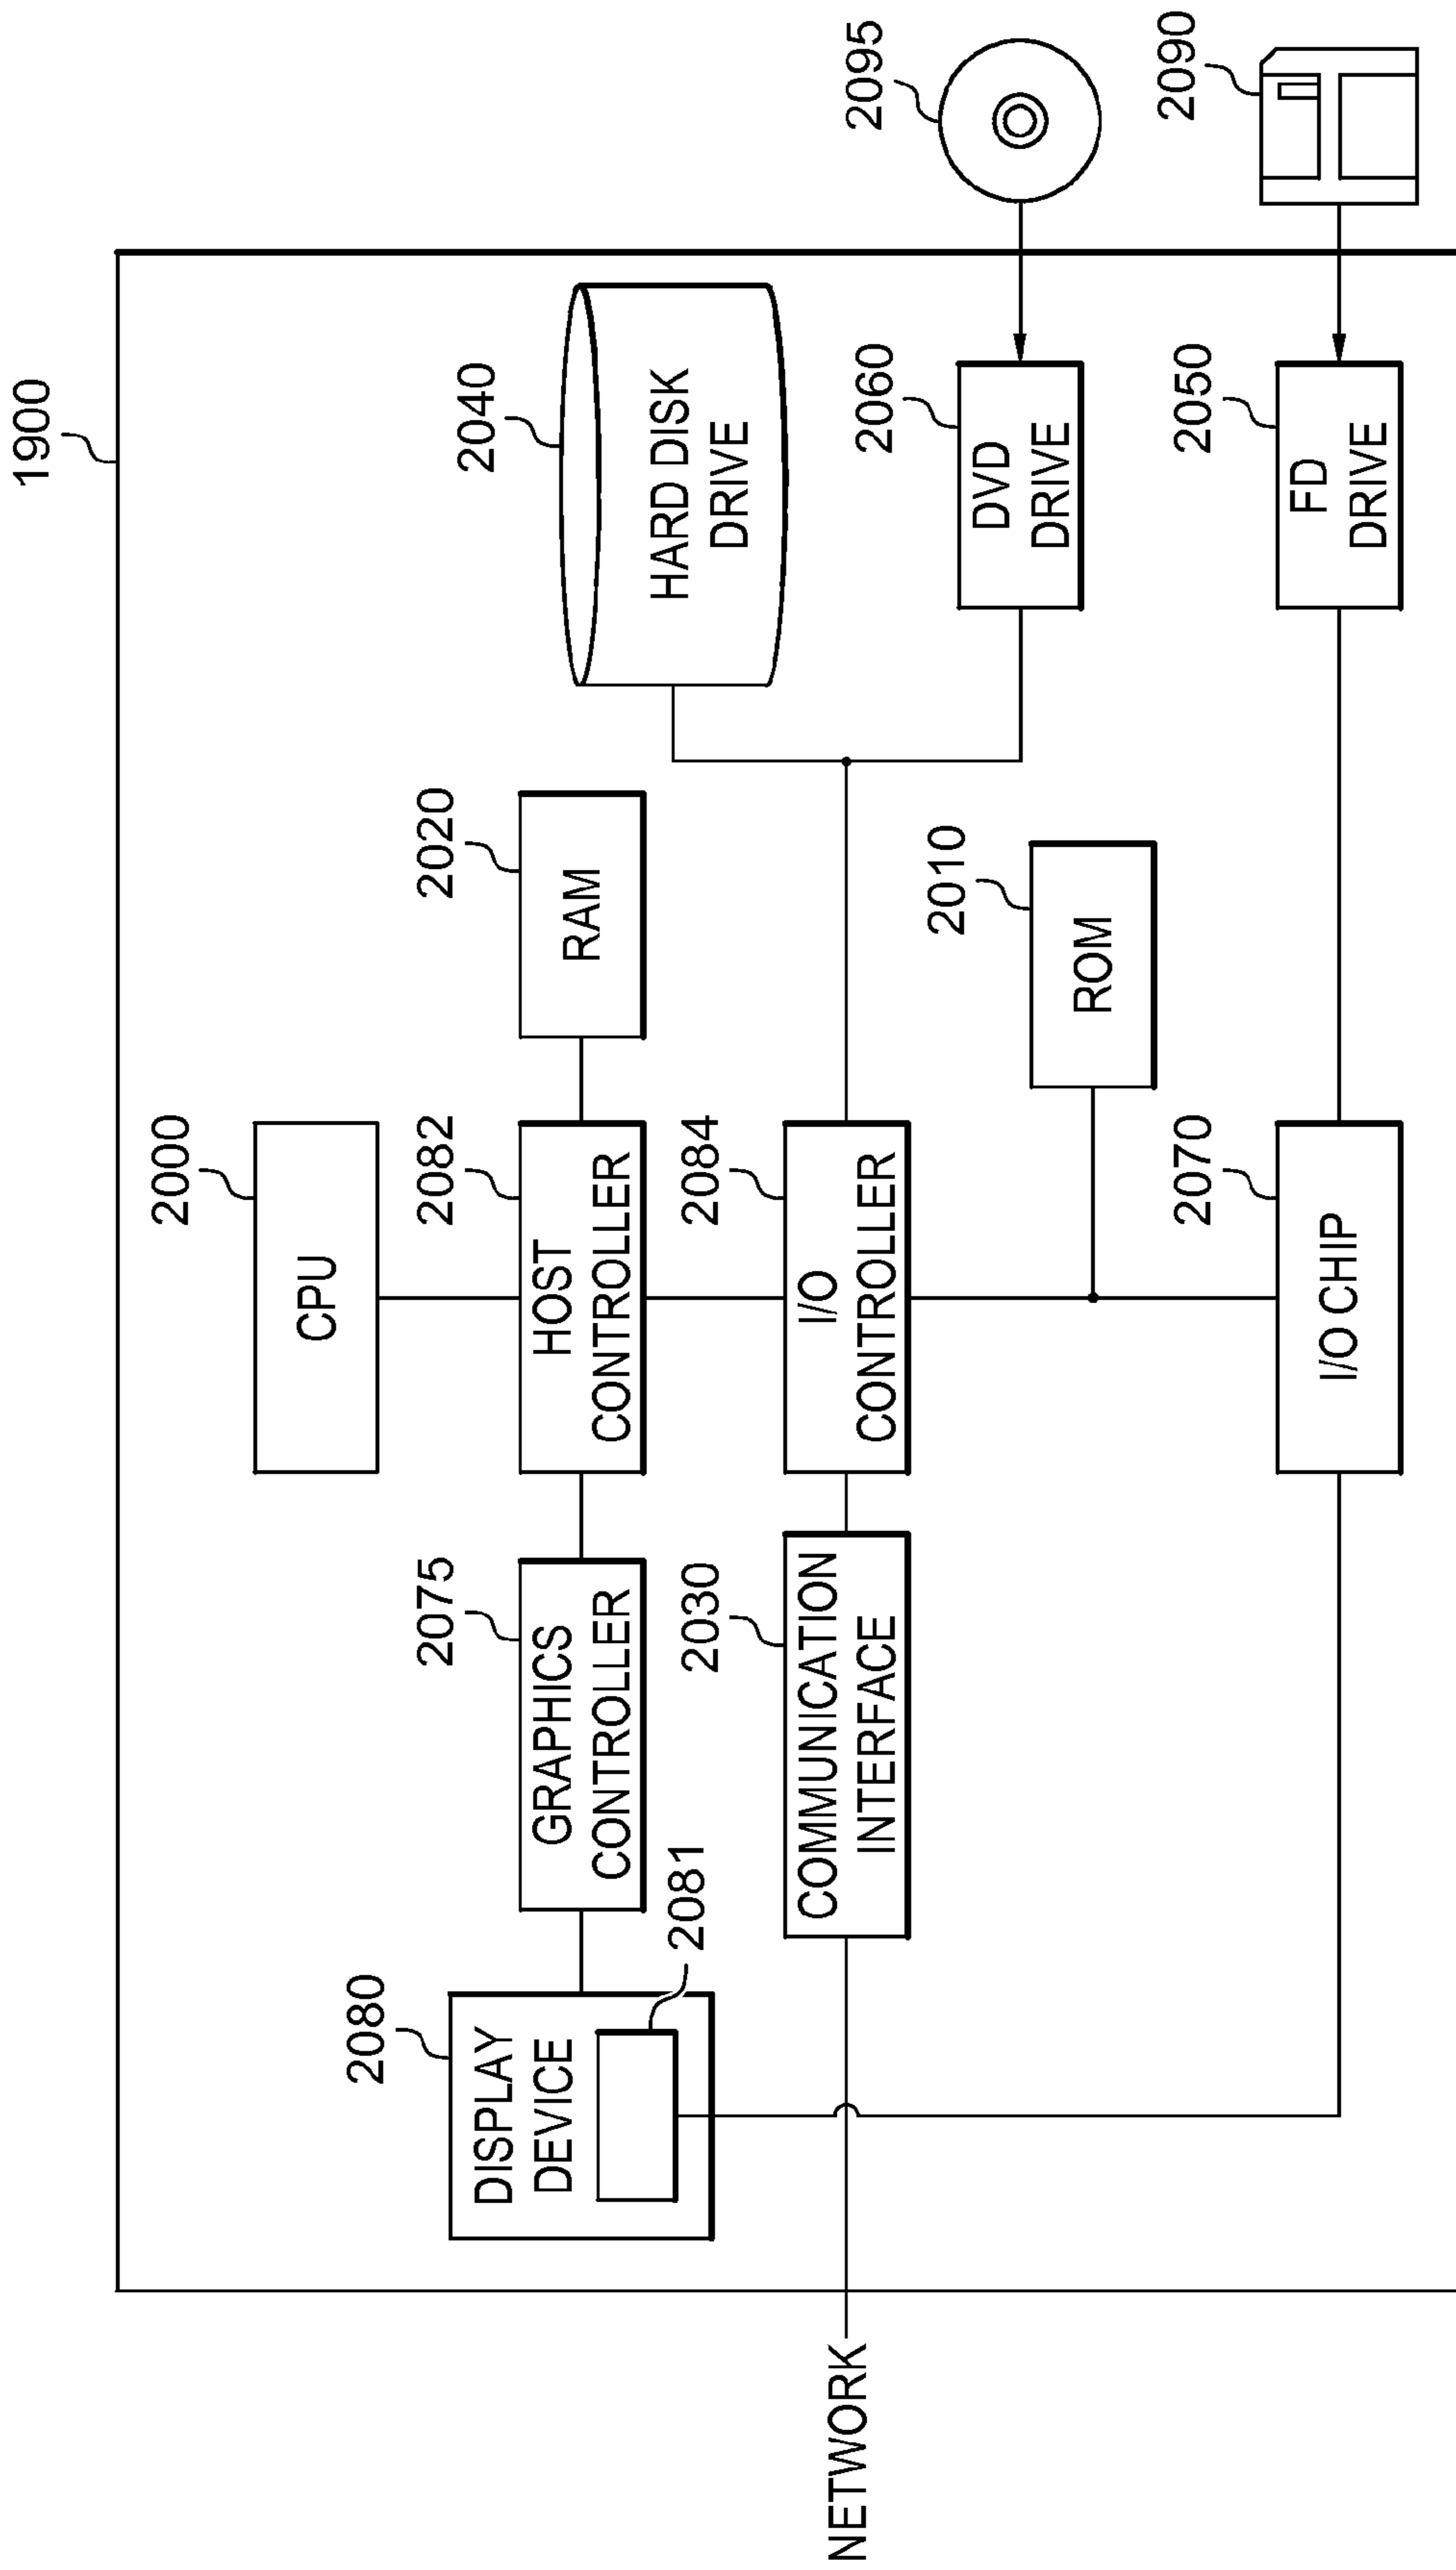 1900
2000
CPU
2080
DISPLAY
DEVICE
2081
2075
GRAPHICS
CONTROLLER
2082
HOST
CONTROLLER
2020
RAM
2040
HARD DISK
DRIVE
NETWORK
2030
COMMUNICATION
INTERFACE
2084
I/O
CONTROLLER
2060
DVD
DRIVE
2095
2010
ROM
2070
I/O CHIP
2050
FD
DRIVE
2090